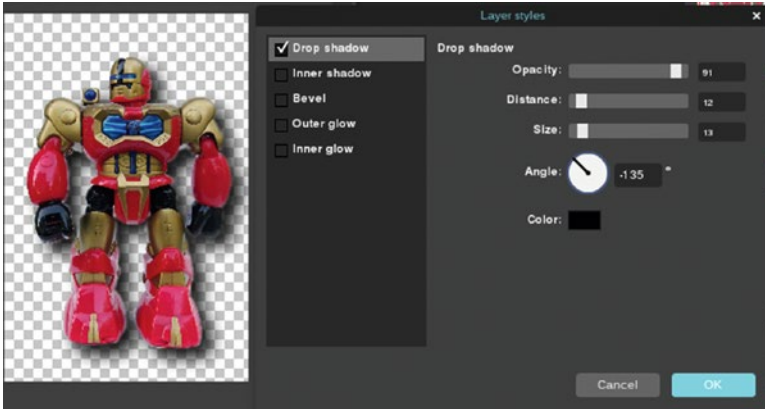 Layer styles
Drop shadow
Inner shadow
Bevel
Outer glow
Inner glow
Drop shadow
Opacity: 91
Distance: 12
Size: 13
Angle: -135 °
Color:
Cancel OK